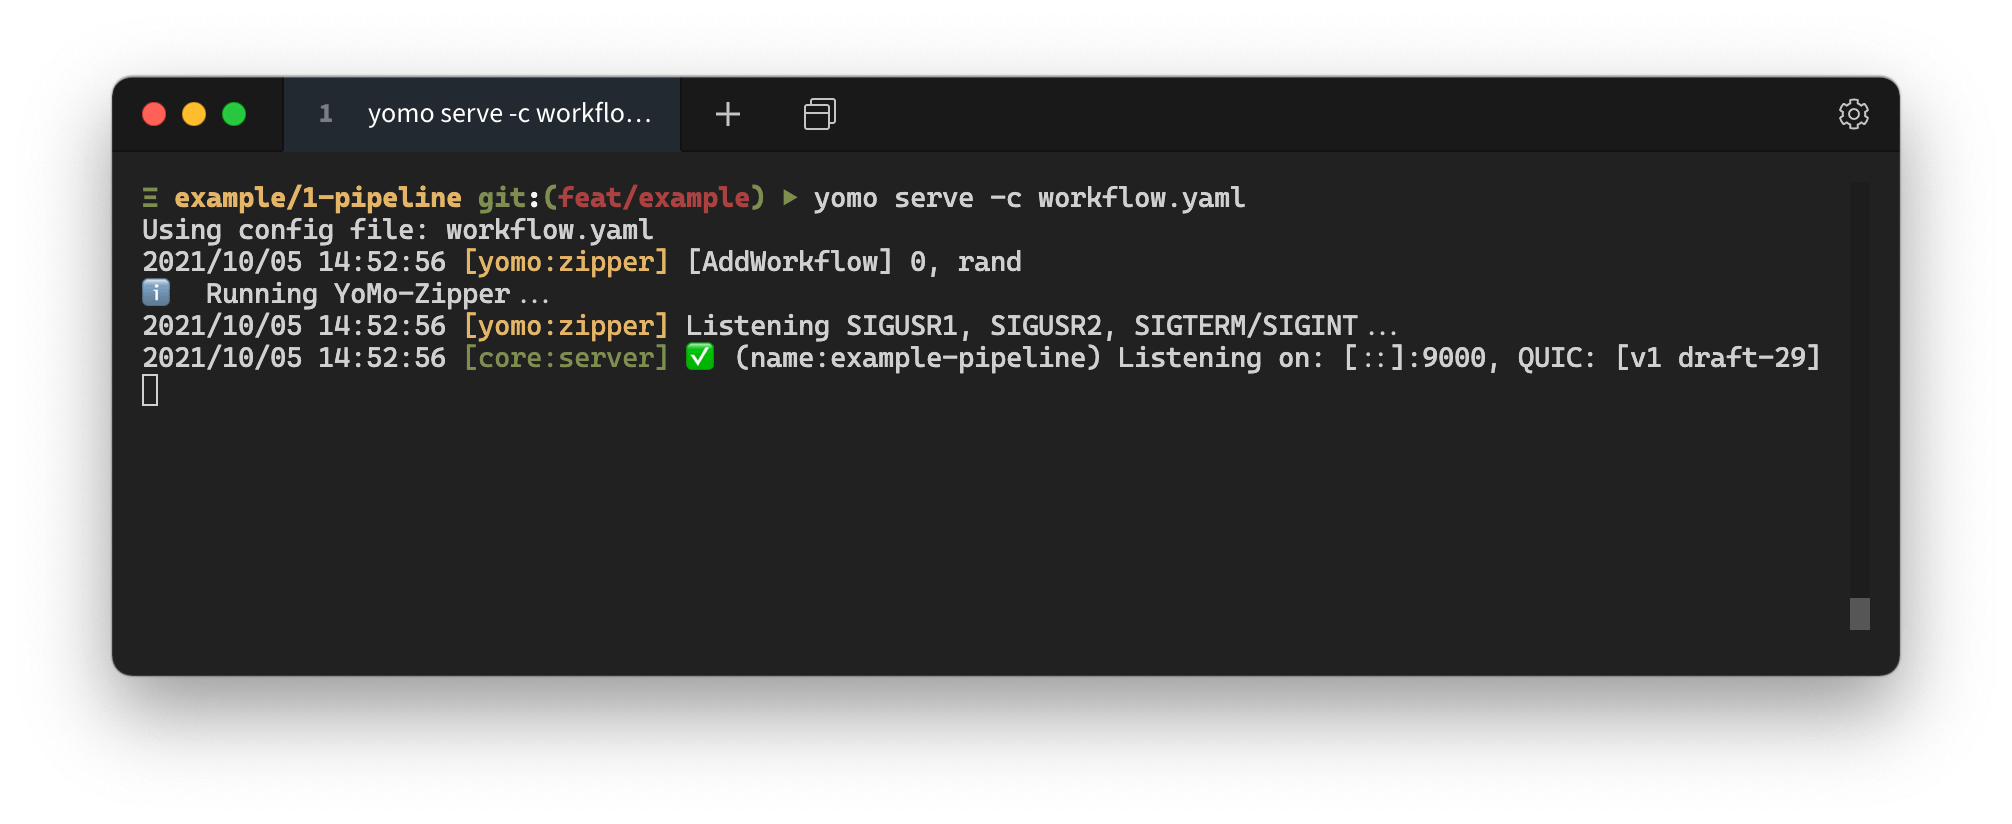 1 yomo serve -c workflo…
Ξ example/1-pipeline git:(feat/example) ▶ yomo serve -c workflow.yaml
Using config file: workflow.yaml
2021/10/05 14:52:56 [yomo:zipper] [AddWorkflow] 0, rand
ℹ️ Running YoMo-Zipper...
2021/10/05 14:52:56 [yomo:zipper] Listening SIGUSR1, SIGUSR2, SIGTERM/SIGINT...
2021/10/05 14:52:56 [core:server] ✅ (name:example-pipeline) Listening on: [::]:9000, QUIC: [v1 draft-29]